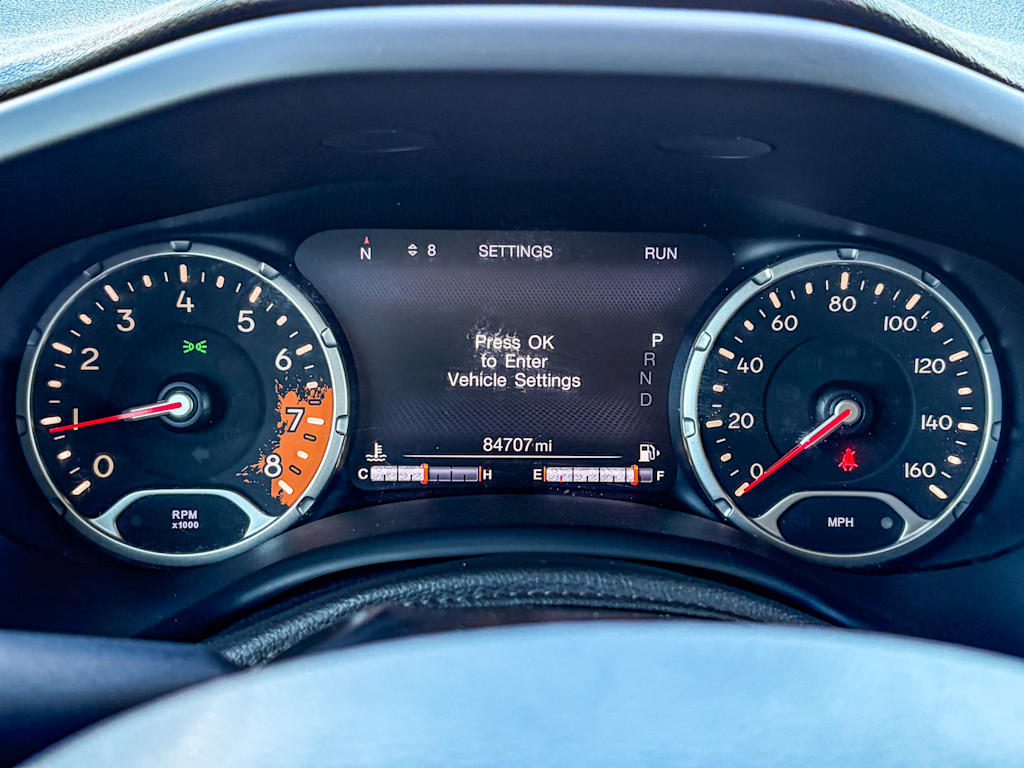 N
8
SETTINGS
RUN
Press OK
to Enter
Vehicle Settings
P
R
N
D
84707 mi
C
H
E
F
0
1
2
3
4
5
6
7
8
RPM
x1000
0
20
40
60
80
100
120
140
160
MPH